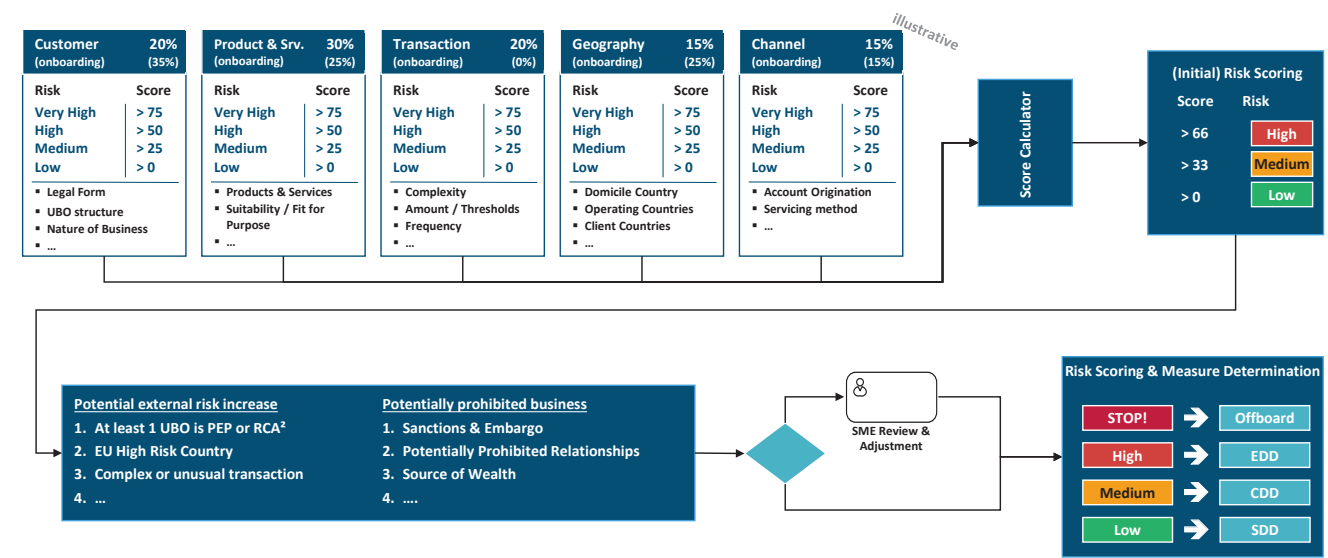 illustrative
Customer 20%
(onboarding) (35%)
Risk Score
Very High > 75
High > 50
Medium > 25
Low > 0
▪ Legal Form
▪ UBO structure
▪ Nature of Business
▪ …
Product & Srv. 30%
(onboarding) (25%)
Risk Score
Very High > 75
High > 50
Medium > 25
Low > 0
▪ Products & Services
▪ Suitability / Fit for
Purpose
▪ …
Transaction 20%
(onboarding) (0%)
Risk Score
Very High > 75
High > 50
Medium > 25
Low > 0
▪ Complexity
▪ Amount / Thresholds
▪ Frequency
▪ …
Geography 15%
(onboarding) (25%)
Risk Score
Very High > 75
High > 50
Medium > 25
Low > 0
▪ Domicile Country
▪ Operating Countries
▪ Client Countries
▪ …
Channel 15%
(onboarding) (15%)
Risk Score
Very High > 75
High > 50
Medium > 25
Low > 0
▪ Account Origination
▪ Servicing method
▪ …
Score Calculator
(Initial) Risk Scoring
Score Risk
> 66 High
> 33 Medium
> 0 Low
Potential external risk increase
1. At least 1 UBO is PEP or RCA²
2. EU High Risk Country
3. Complex or unusual transaction
4. …
Potentially prohibited business
1. Sanctions & Embargo
2. Potentially Prohibited Relationships
3. Source of Wealth
4. ….
SME Review &
Adjustment
Risk Scoring & Measure Determination
STOP! Offboard
High EDD
Medium CDD
Low SDD